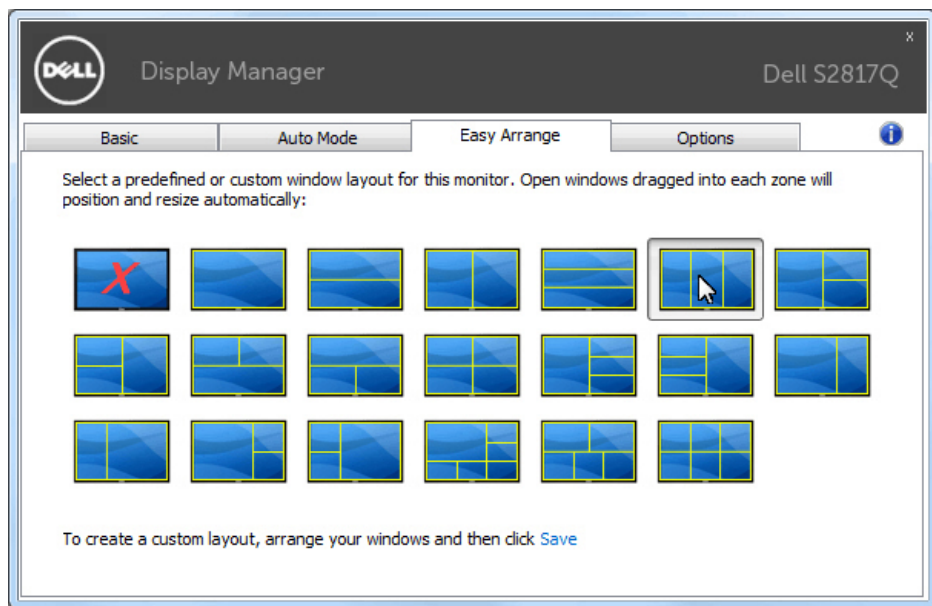 x
DELL
Display Manager
Dell S2817Q
Basic
Auto Mode
Easy Arrange
Options
Select a predefined or custom window layout for this monitor. Open windows dragged into each zone will
position and resize automatically:
To create a custom layout, arrange your windows and then click Save